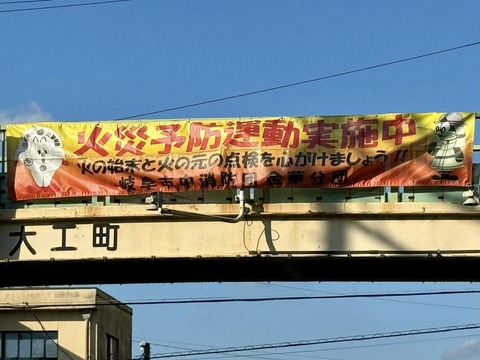 火災予防運動実施中
火の始末と火の元の点検を心がけましょう!!
岐阜市中消防団金華分団
大工町